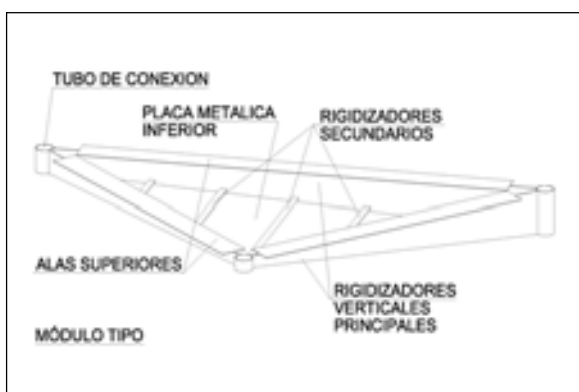 TUBO DE CONEXION
PLACA METALICA
INFERIOR
RIGIDIZADORES
SECUNDARIOS
ALAS SUPERIORES
RIGIDIZADORES
VERTICALES
PRINCIPALES
MÓDULO TIPO